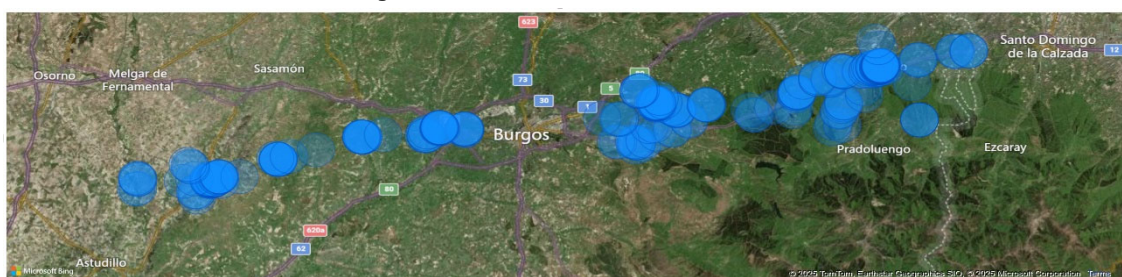 623
Santo Domingo
de la Calzada
12
Osorno
Melgar de
Fernamental
Sasamón
73
5
30
1
Burgos
Pradoluengo
Ezcaray
80
620a
62
Astudillo
Microsoft Bing
© 2025 TomTom, Earthstar Geographics SIO, © 2025 Microsoft Corporation Terms